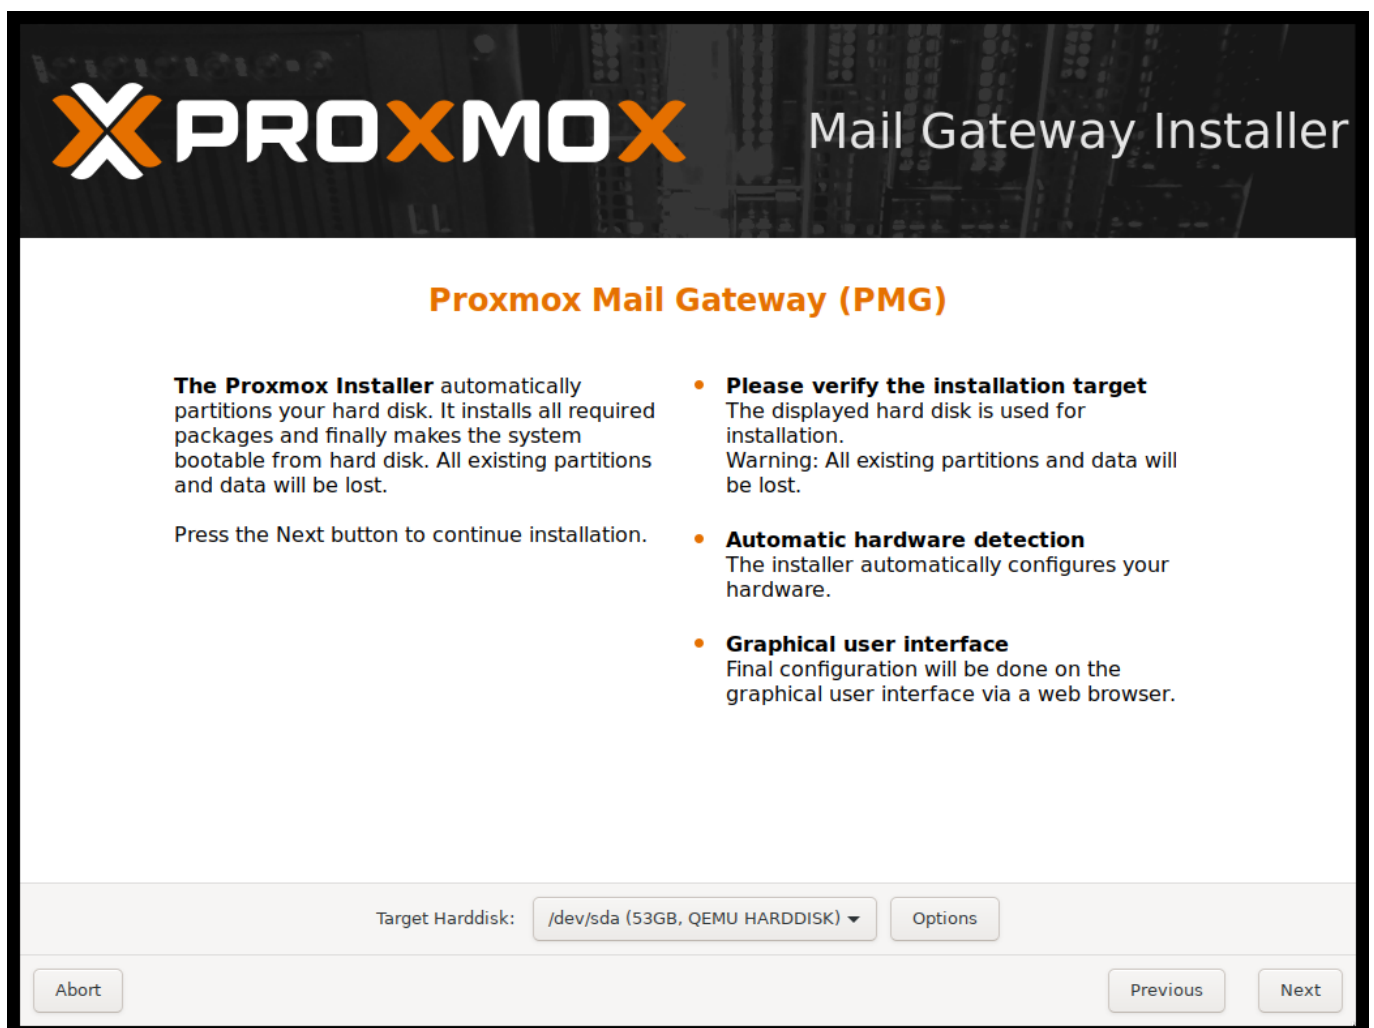 PROXMOX
Mail Gateway Installer
Proxmox Mail Gateway (PMG)
The Proxmox Installer automatically
partitions your hard disk. It installs all required
packages and finally makes the system
bootable from hard disk. All existing partitions
and data will be lost.
Press the Next button to continue installation.
Please verify the installation target
The displayed hard disk is used for
installation.
Warning: All existing partitions and data will
be lost.
Automatic hardware detection
The installer automatically configures your
hardware.
Graphical user interface
Final configuration will be done on the
graphical user interface via a web browser.
Target Harddisk: /dev/sda (53GB, QEMU HARDDISK) Options
Abort Previous Next